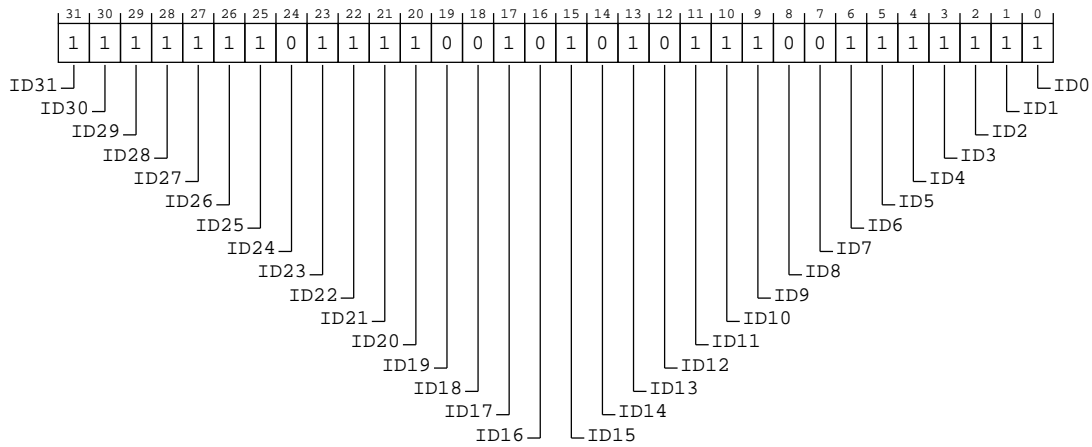 31 30 29 28 27 26 25 24 23 22 21 20 19 18 17 16 15 14 13 12 11 10 9 8 7 6 5 4 3 2 1 0
1 1 1 1 1 1 1 0 1 1 1 1 0 0 1 0 1 0 1 0 1 1 1 0 0 1 1 1 1 1 1 1
ID31 ID0
ID30 ID1
ID29 ID2
ID28 ID3
ID27 ID4
ID26 ID5
ID25 ID6
ID24 ID7
ID23 ID8
ID22 ID9
ID21 ID10
ID20 ID11
ID19 ID12
ID18 ID13
ID17 ID14
ID16 ID15